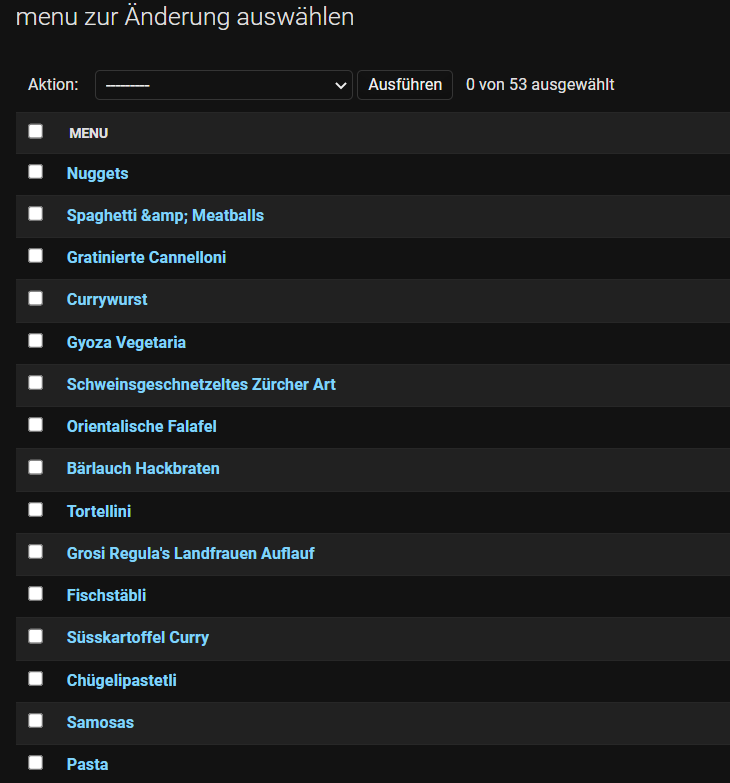 menu zur Änderung auswählen
Aktion: --------- Ausführen 0 von 53 ausgewählt
MENU
Nuggets
Spaghetti &amp; Meatballs
Gratinierte Cannelloni
Currywurst
Gyoza Vegetaria
Schweinsgeschnetzeltes Zürcher Art
Orientalische Falafel
Bärlauch Hackbraten
Tortellini
Grosi Regula's Landfrauen Auflauf
Fischstäbli
Süsskartoffel Curry
Chügelipastetli
Samosas
Pasta